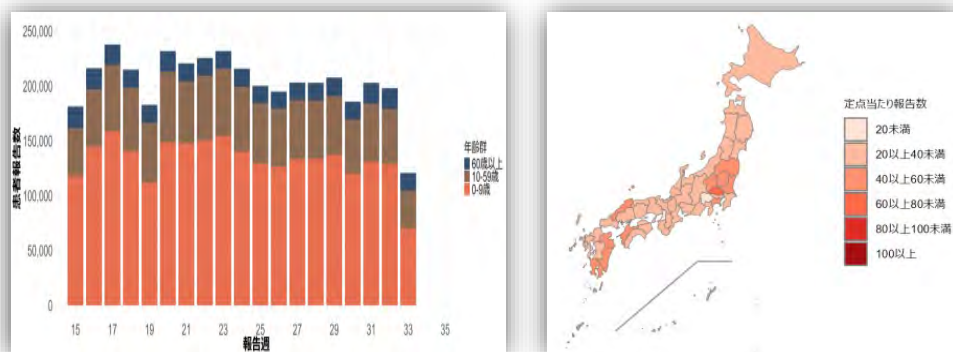 250,000
200,000
150,000
100,000
50,000
0
患者報告数
15 17 19 21 23 25 27 29 31 33 35
報告週
年齢群
60歳以上
10-59歳
0-9歳
定点当たり報告数
20未満
20以上40未満
40以上60未満
60以上80未満
80以上100未満
100以上